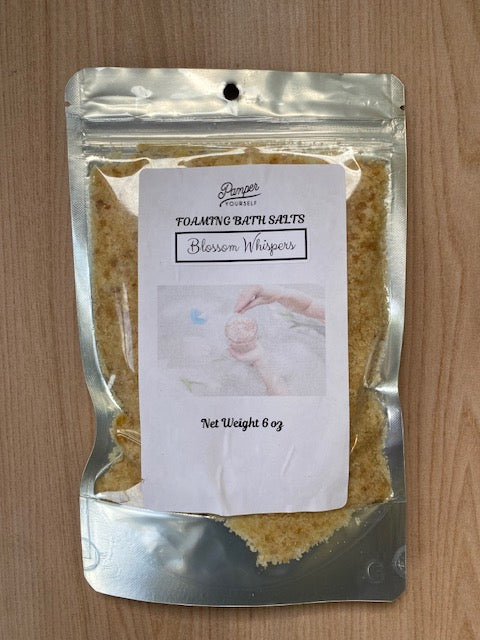 Pamper
YOURSELF
FOAMING BATH SALTS
Blossom Whispers
Net Weight 6 oz